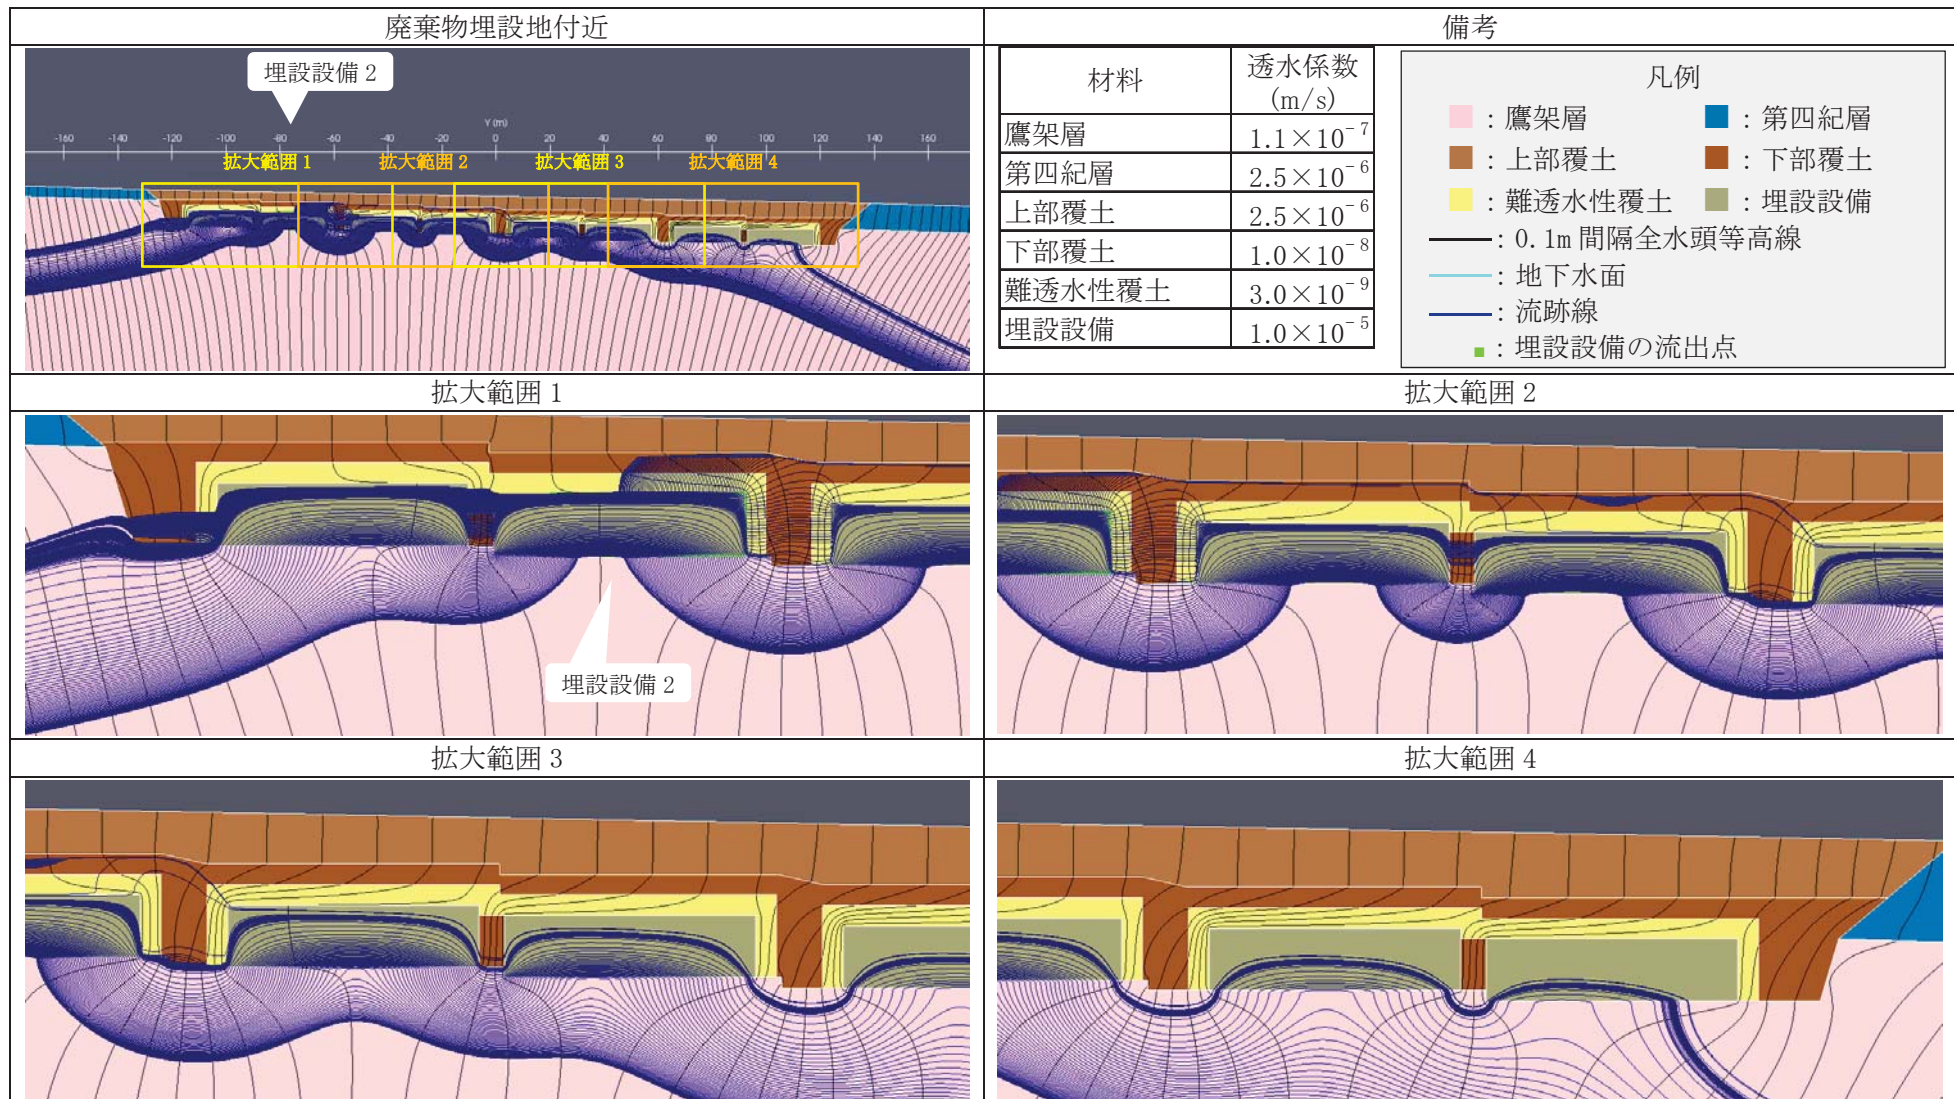 廃棄物埋設地付近
備考
埋設設備 2
Y (m)
-160 -140 -120 -100 -80 -60 -40 -20 0 20 40 60 80 100 120 140 160
拡大範囲 1 拡大範囲 2 拡大範囲 3 拡大範囲 4
材料 透水係数
(m/s)
鷹架層 1.1×10⁻⁷
第四紀層 2.5×10⁻⁶
上部覆土 2.5×10⁻⁶
下部覆土 1.0×10⁻⁸
難透水性覆土 3.0×10⁻⁹
埋設設備 1.0×10⁻⁵
凡例
：鷹架層 ：第四紀層
：上部覆土 ：下部覆土
：難透水性覆土 ：埋設設備
：0.1m 間隔全水頭等高線
：地下水面
：流跡線
：埋設設備の流出点
拡大範囲 1
拡大範囲 2
埋設設備 2
拡大範囲 3
拡大範囲 4